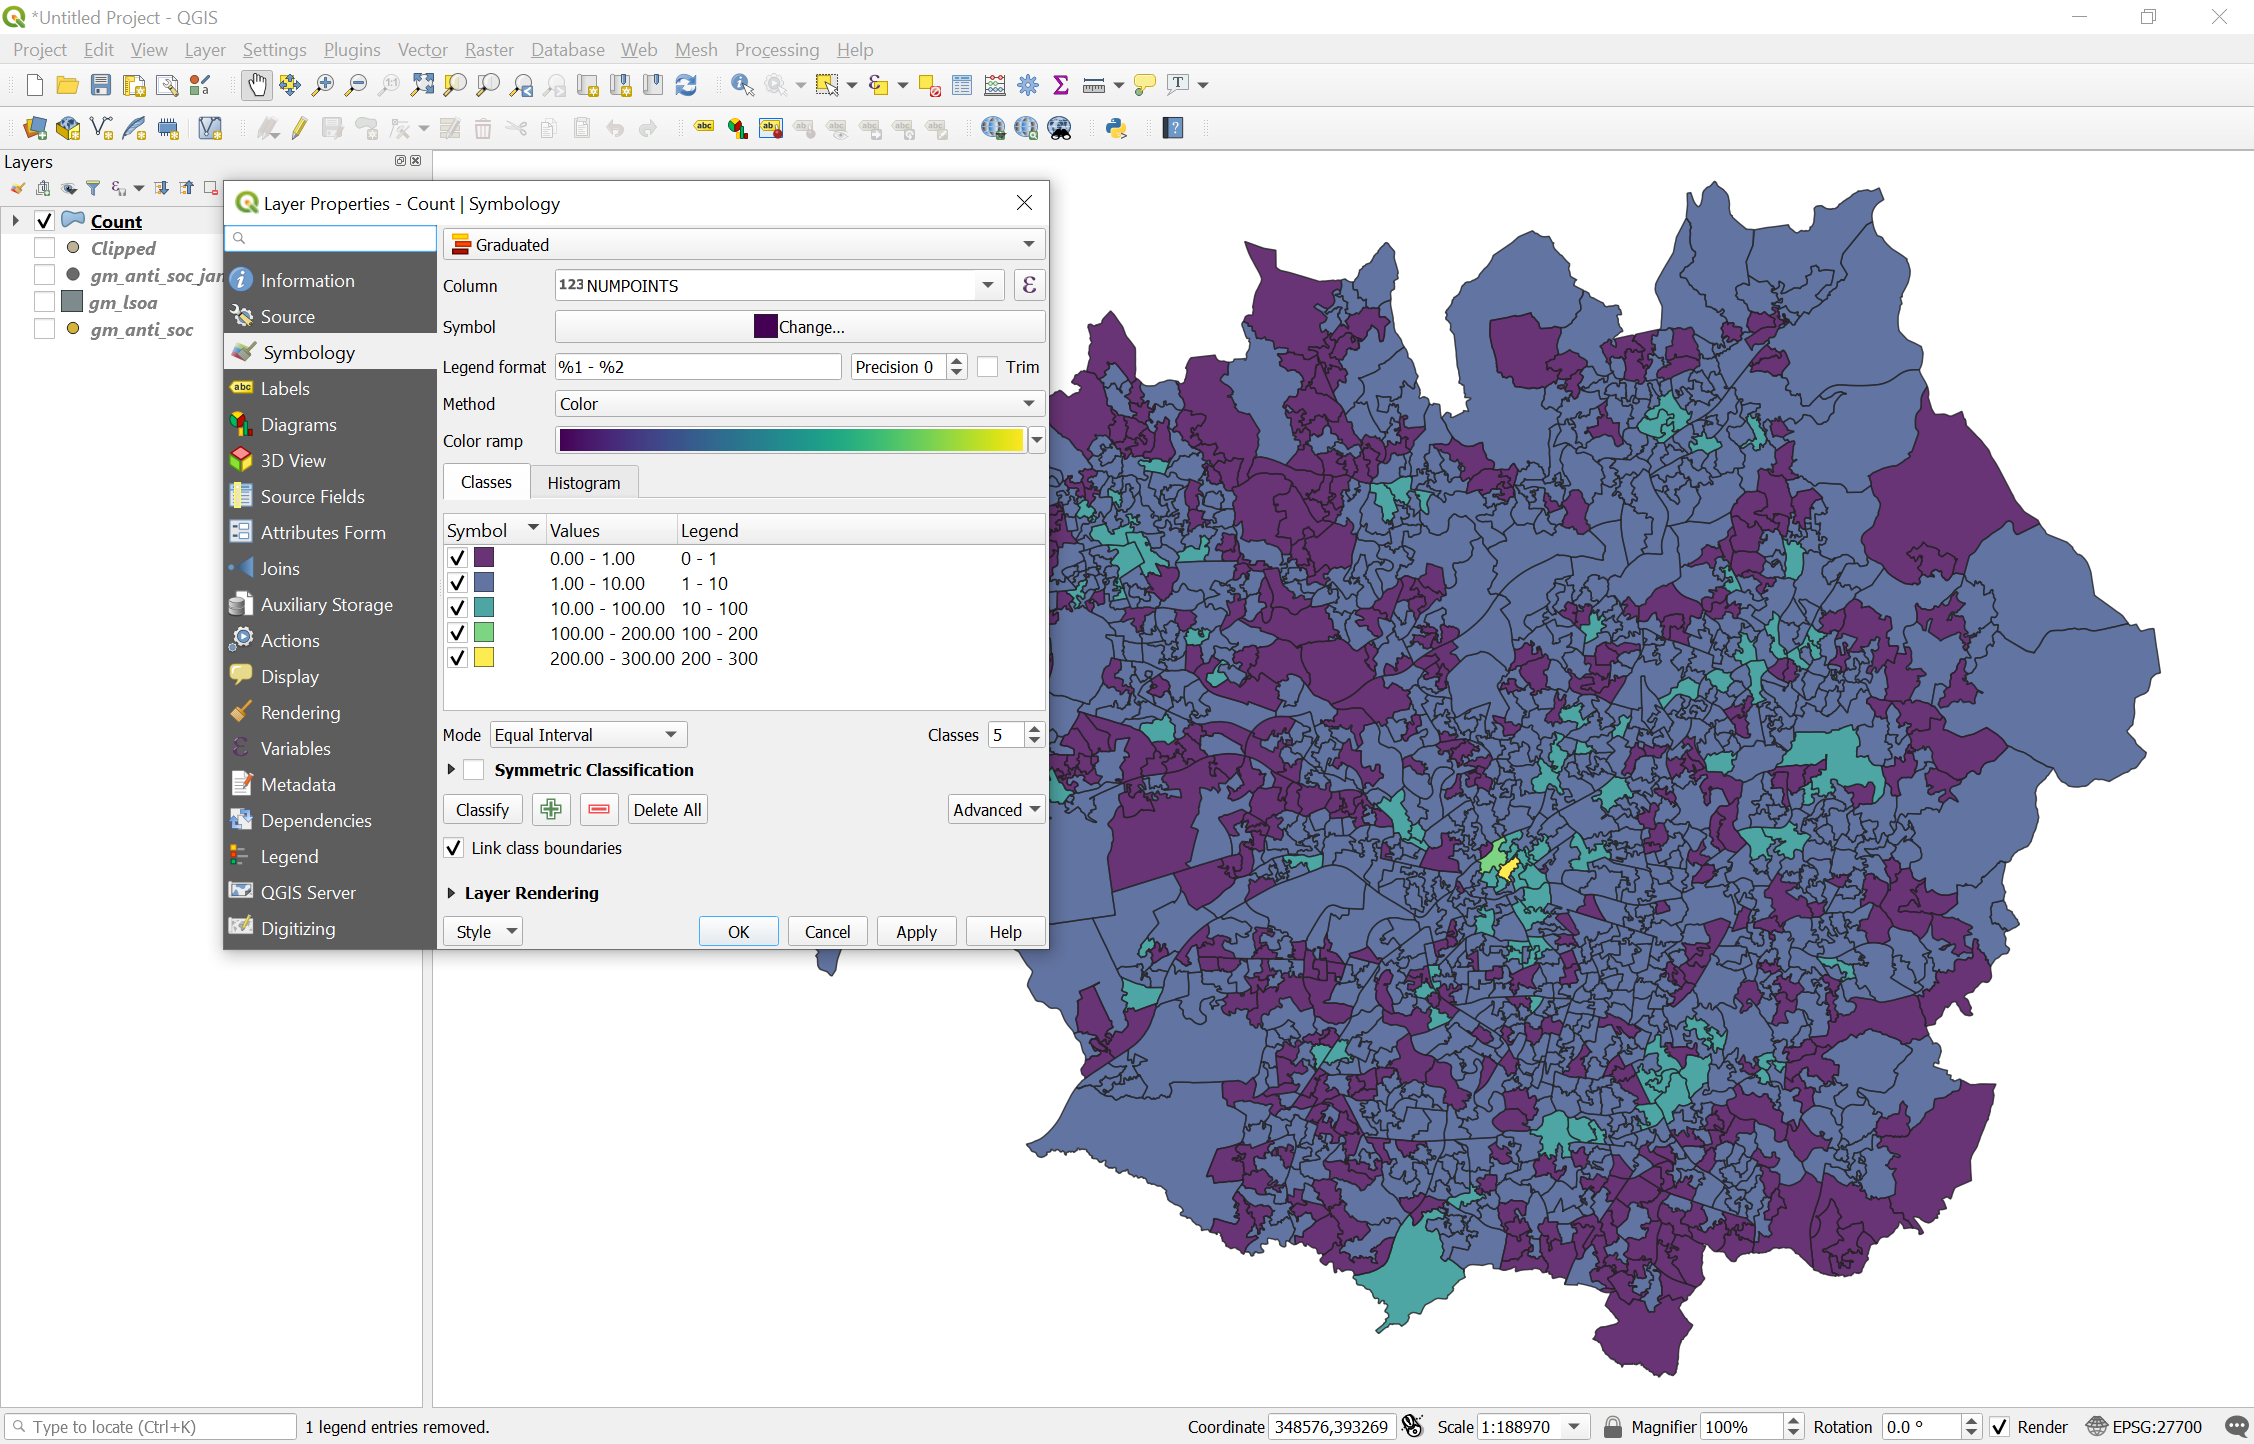 *Untitled Project - QGIS
Project Edit View Layer Settings Plugins Vector Raster Database Web Mesh Processing Help
Layers
Count
Clipped
gm_anti_soc_jan
gm_lsoa
gm_anti_soc
Layer Properties - Count | Symbology
Information
Source
Symbology
Labels
Diagrams
3D View
Source Fields
Attributes Form
Joins
Auxiliary Storage
Actions
Display
Rendering
Variables
Metadata
Dependencies
Legend
QGIS Server
Digitizing
Graduated
Column 123 NUMPOINTS
Symbol Change...
Legend format %1 - %2 Precision 0 Trim
Method Color
Color ramp
Classes Histogram
Symbol Values Legend
0.00 - 1.00 0 - 1
1.00 - 10.00 1 - 10
10.00 - 100.00 10 - 100
100.00 - 200.00 100 - 200
200.00 - 300.00 200 - 300
Mode Equal Interval Classes 5
Symmetric Classification
Classify Delete All Advanced
Link class boundaries
Layer Rendering
Style OK Cancel Apply Help
Type to locate (Ctrl+K) 1 legend entries removed. Coordinate 348576,393269 Scale 1:188970 Magnifier 100% Rotation 0.0 ° Render EPSG:27700